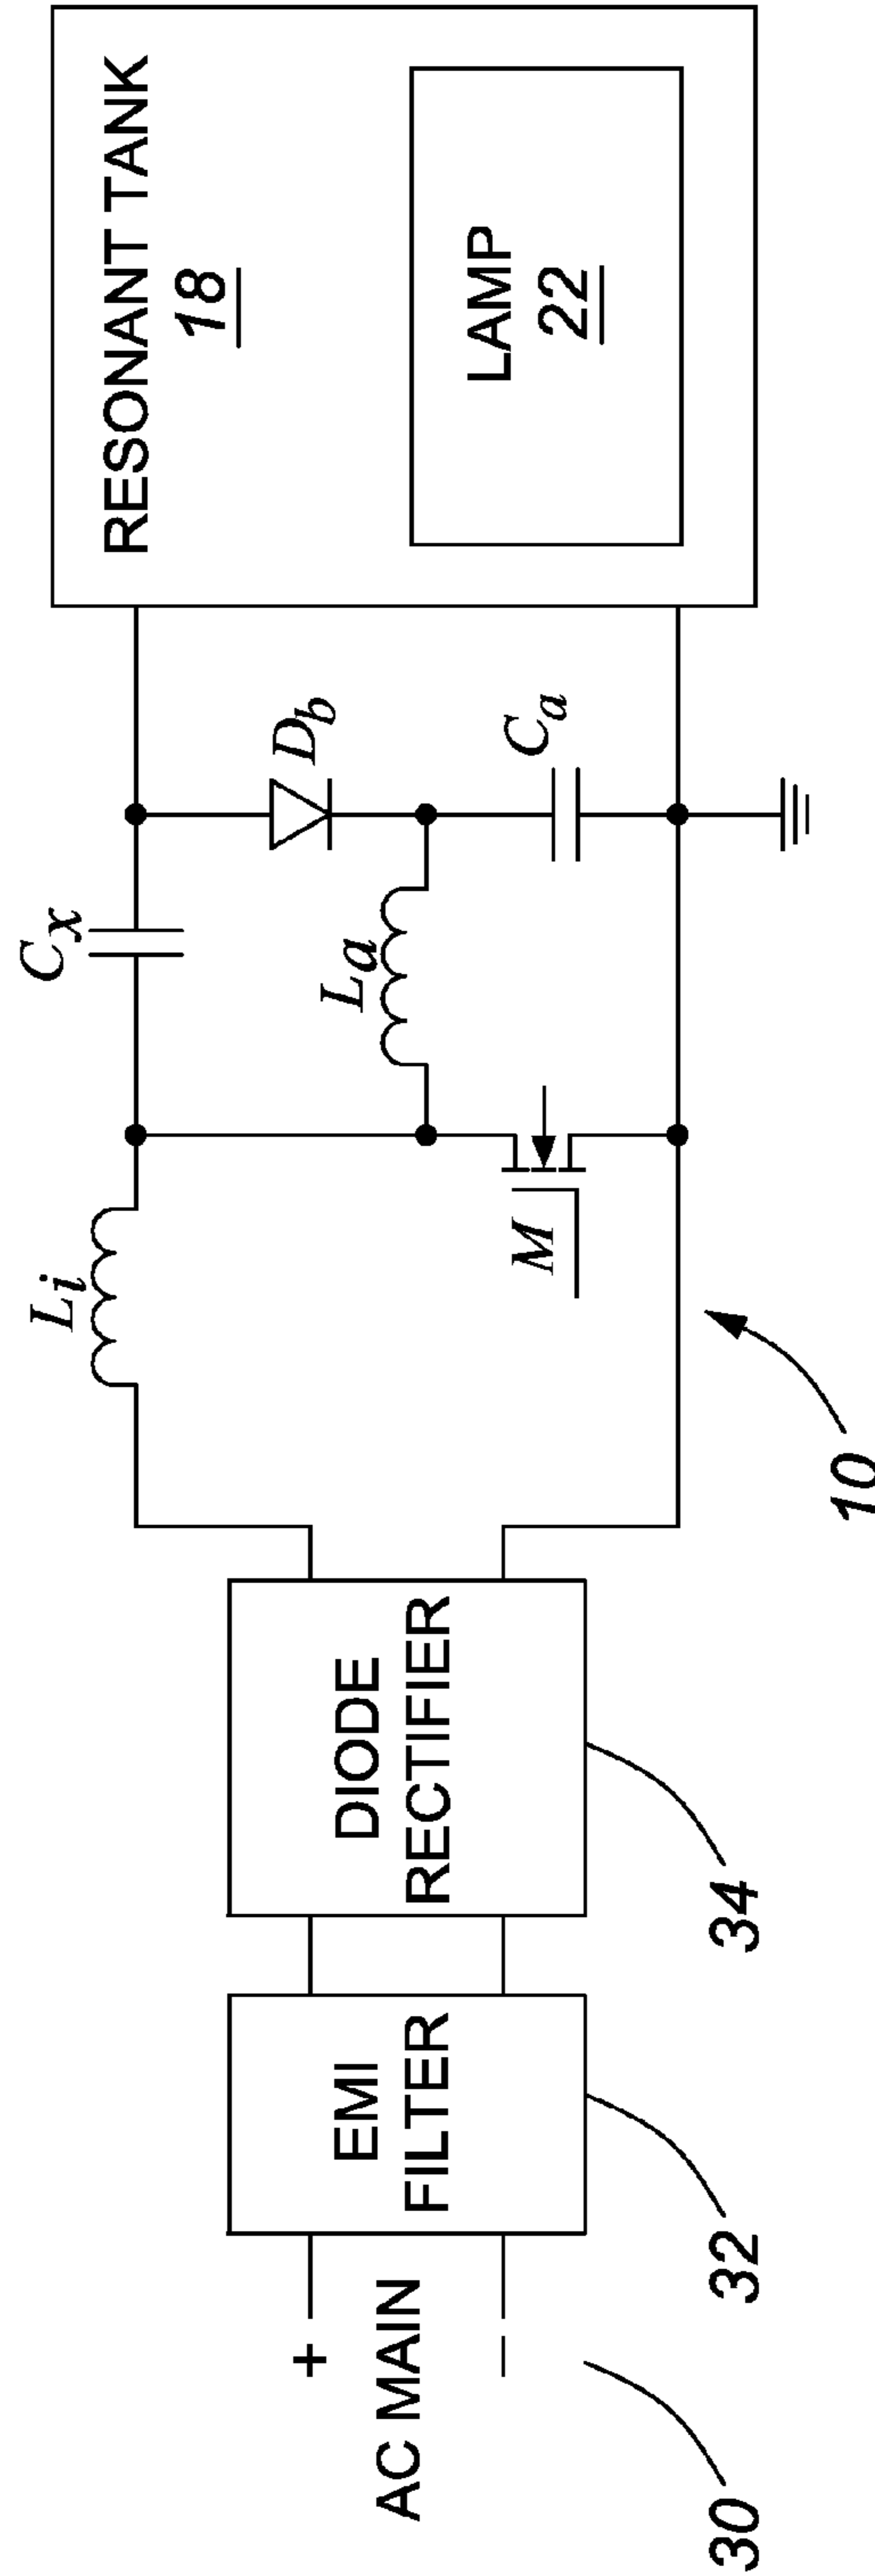 AC MAIN
+
−
30
EMI
FILTER
32
DIODE
RECTIFIER
34
10
Li
M
Cx
La
Db
Ca
RESONANT TANK
18
LAMP
22